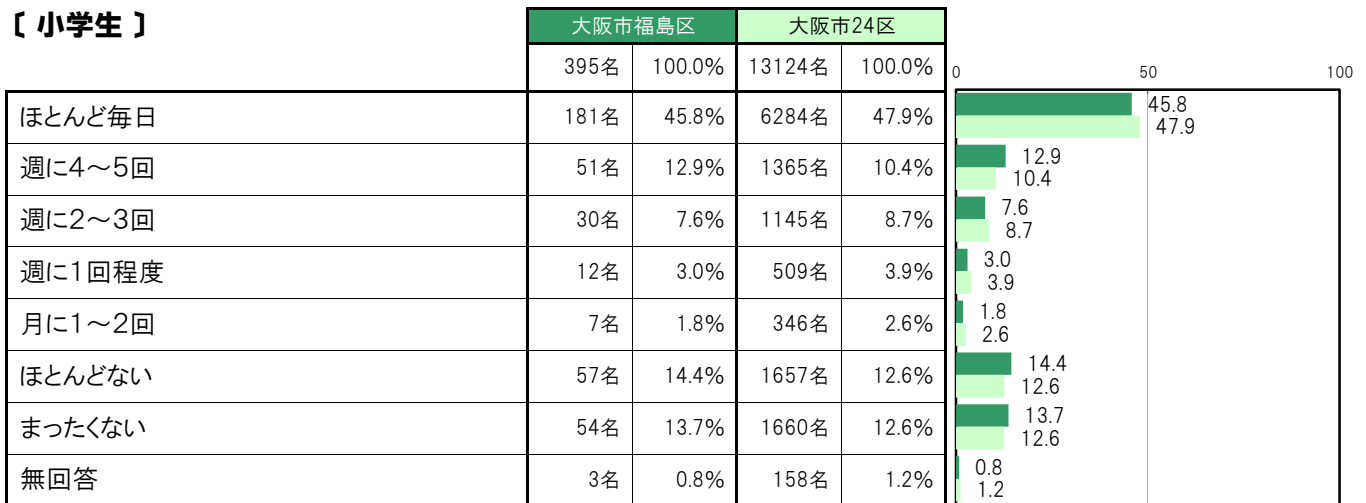 〔 小学生 〕
大阪市福島区 大阪市24区
395名 100.0% 13124名 100.0% 0 50 100
ほとんど毎日 181名 45.8% 6284名 47.9% 45.8
47.9
週に4～5回 51名 12.9% 1365名 10.4% 12.9
10.4
週に2～3回 30名 7.6% 1145名 8.7% 7.6
8.7
週に1回程度 12名 3.0% 509名 3.9% 3.0
3.9
月に1～2回 7名 1.8% 346名 2.6% 1.8
2.6
ほとんどない 57名 14.4% 1657名 12.6% 14.4
12.6
まったくない 54名 13.7% 1660名 12.6% 13.7
12.6
無回答 3名 0.8% 158名 1.2% 0.8
1.2